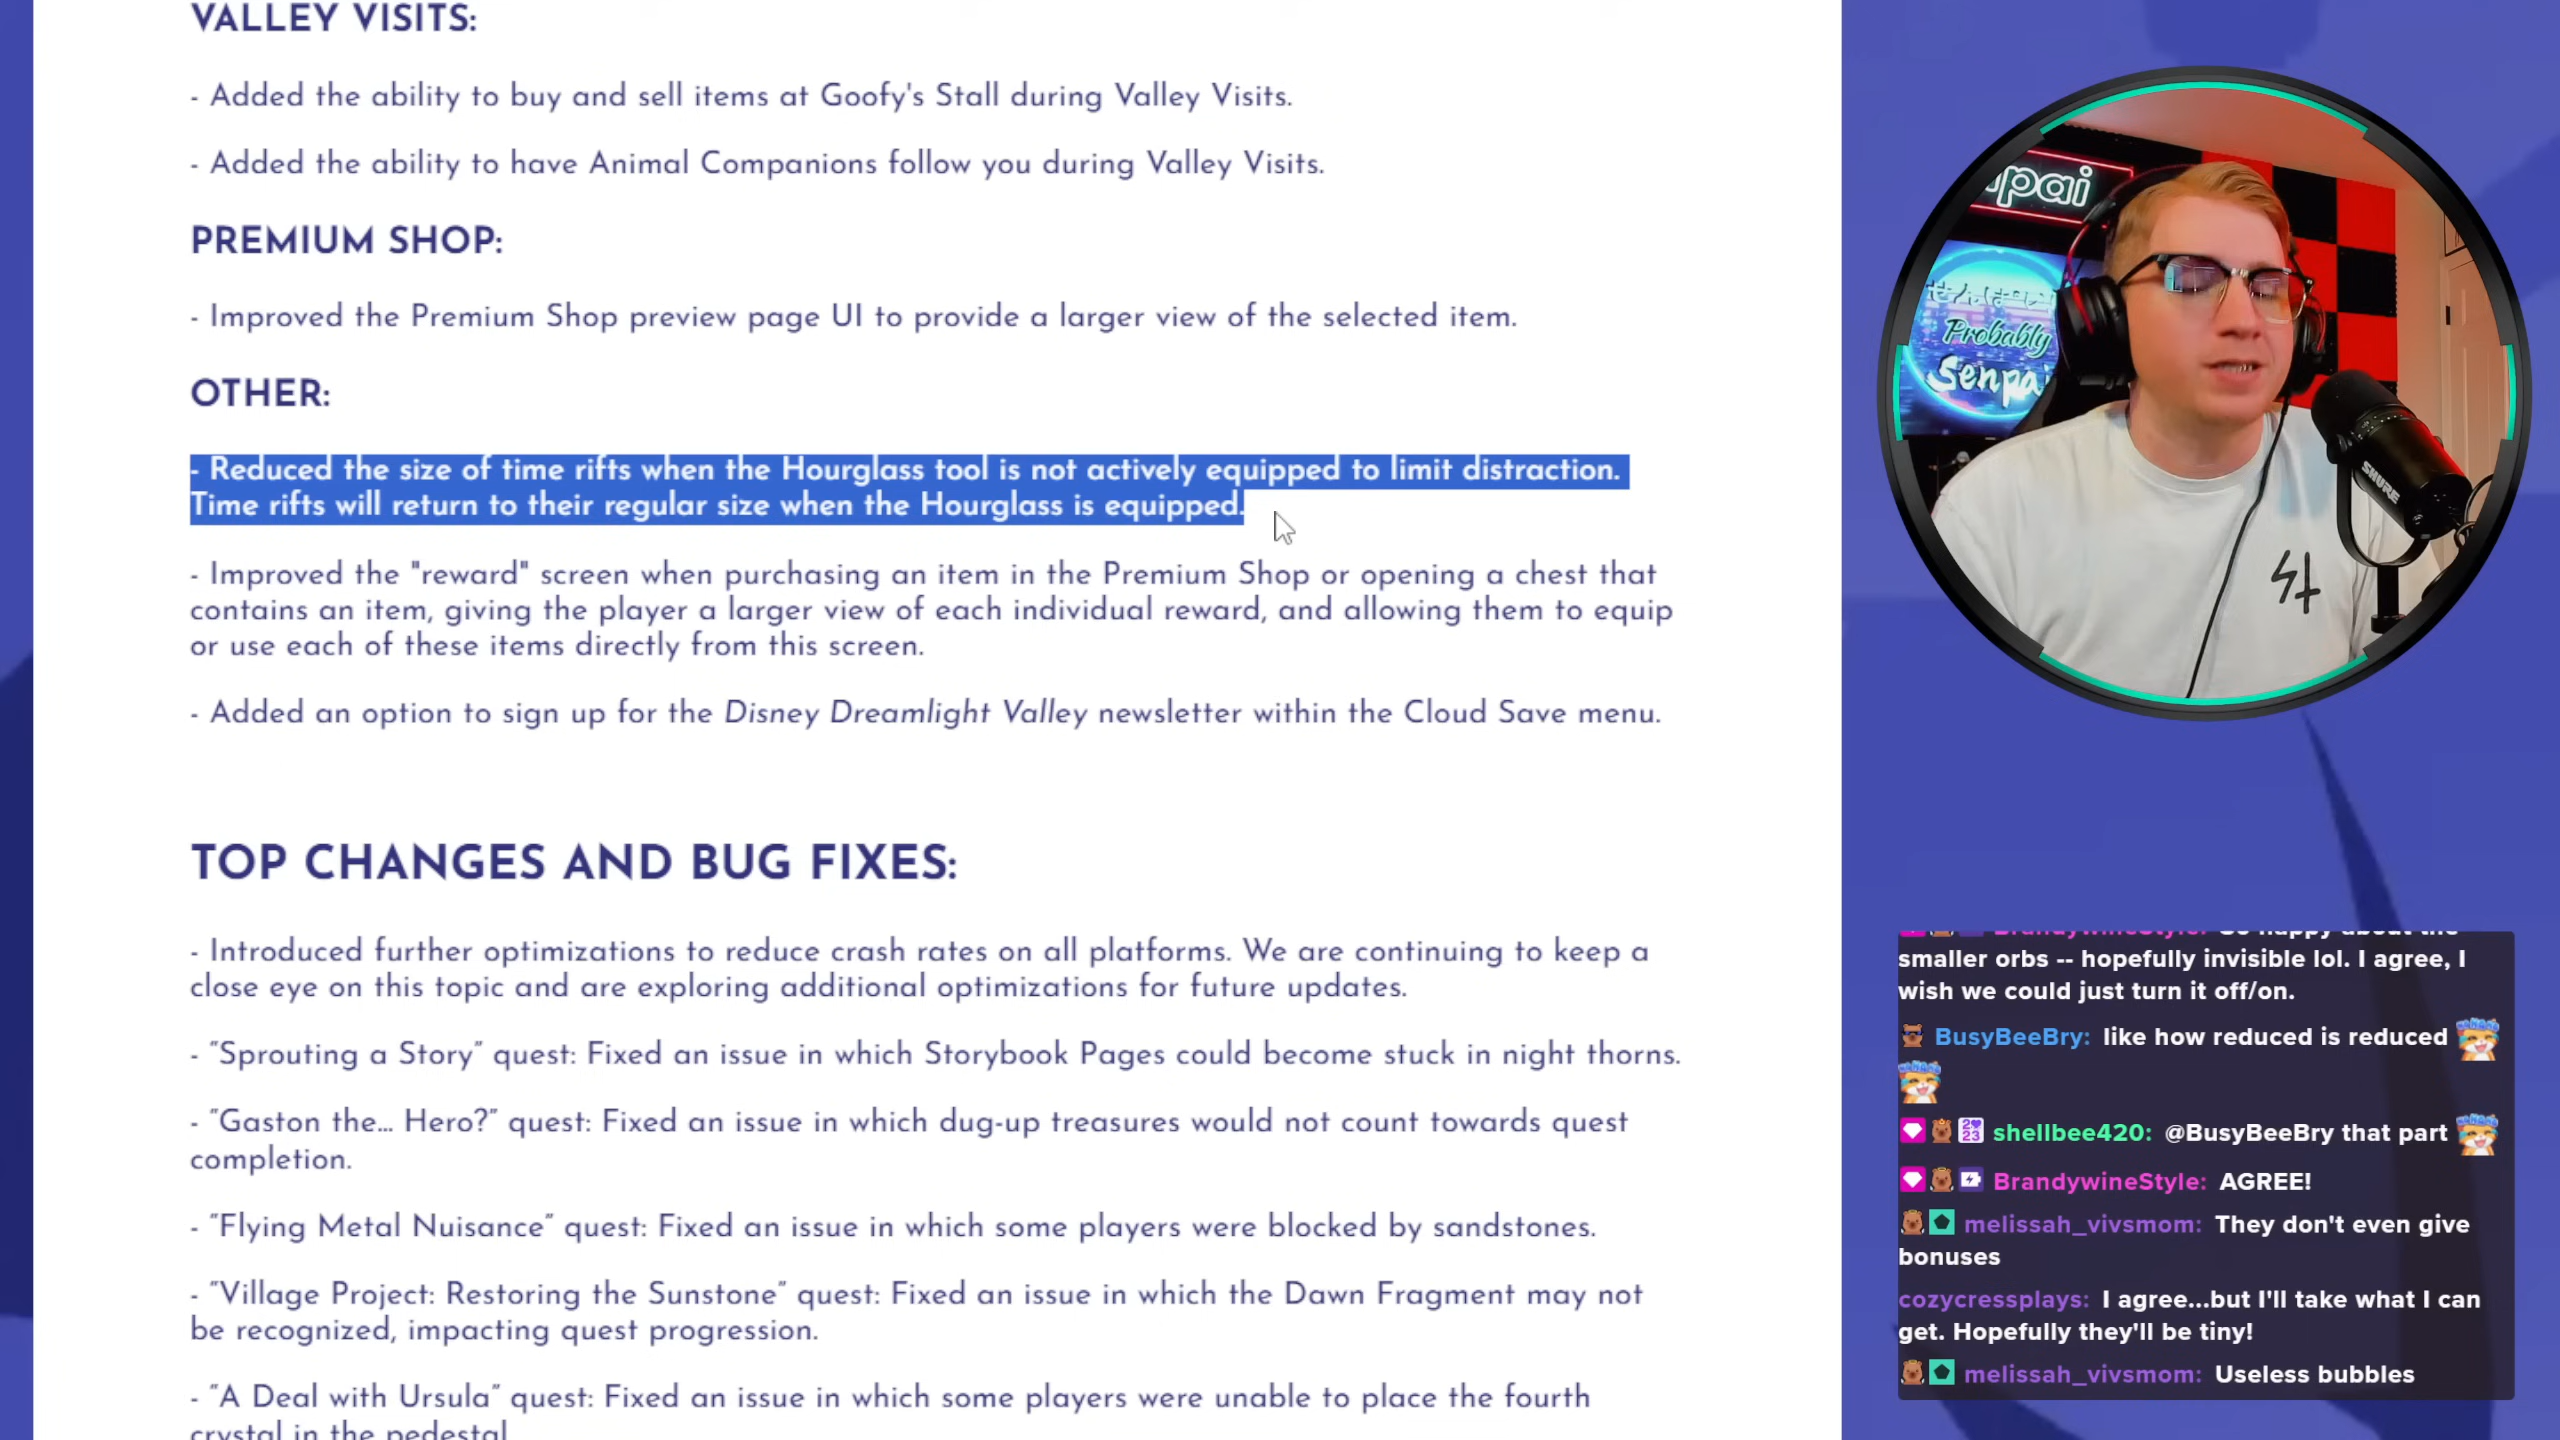 VALLEY VISITS:
- Added the ability to buy and sell items at Goofy's Stall during Valley Visits.
- Added the ability to have Animal Companions follow you during Valley Visits.
PREMIUM SHOP:
- Improved the Premium Shop preview page UI to provide a larger view of the selected item.
OTHER:
- Reduced the size of time rifts when the Hourglass tool is not actively equipped to limit distraction.
Time rifts will return to their regular size when the Hourglass is equipped.
- Improved the "reward" screen when purchasing an item in the Premium Shop or opening a chest that
contains an item, giving the player a larger view of each individual reward, and allowing them to equip
or use each of these items directly from this screen.
- Added an option to sign up for the Disney Dreamlight Valley newsletter within the Cloud Save menu.
TOP CHANGES AND BUG FIXES:
- Introduced further optimizations to reduce crash rates on all platforms. We are continuing to keep a
close eye on this topic and are exploring additional optimizations for future updates.
- “Sprouting a Story” quest: Fixed an issue in which Storybook Pages could become stuck in night thorns.
- “Gaston the... Hero?” quest: Fixed an issue in which dug-up treasures would not count towards quest
completion.
- “Flying Metal Nuisance” quest: Fixed an issue in which some players were blocked by sandstones.
- “Village Project: Restoring the Sunstone” quest: Fixed an issue in which the Dawn Fragment may not
be recognized, impacting quest progression.
- “A Deal with Ursula” quest: Fixed an issue in which some players were unable to place the fourth
crystal in the pedestal
pai
Probably
Senpai
SHURE
BrandywineStyle: So happy about the
smaller orbs -- hopefully invisible lol. I agree, I
wish we could just turn it off/on.
BusyBeeBry: like how reduced is reduced
shellbee420: @BusyBeeBry that part
BrandywineStyle: AGREE!
melissah_vivsmom: They don't even give
bonuses
cozycressplays: I agree...but I'll take what I can
get. Hopefully they'll be tiny!
melissah_vivsmom: Useless bubbles